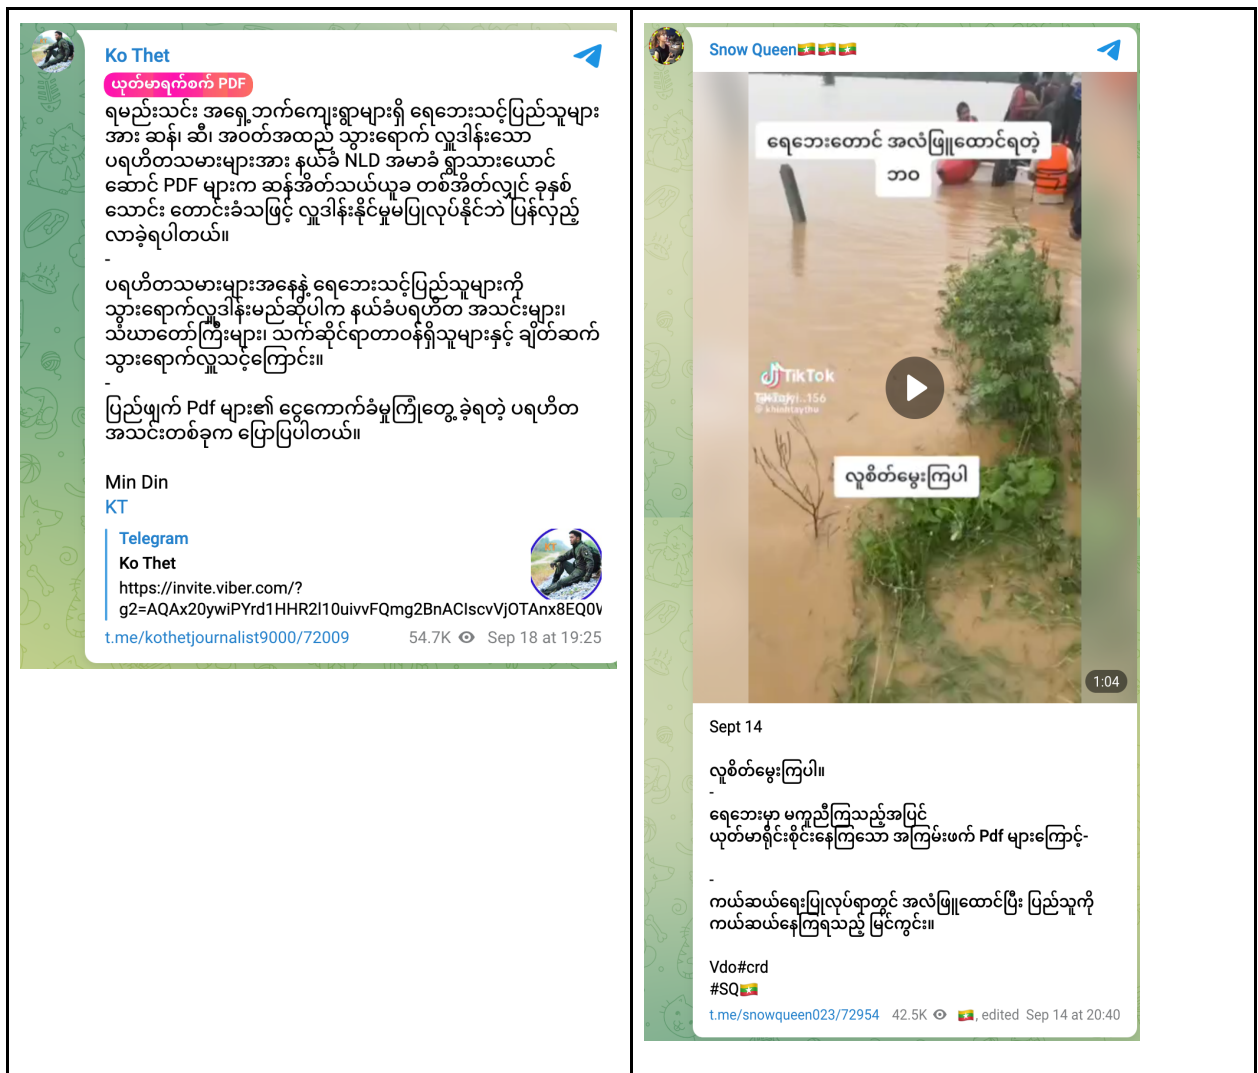 Ko Thet
ယုတ်မာရက်စက် PDF
ရမည်းသင်း အရှေ့ဘက်ကျေးရွာများရှိ ရေဘေးသင့်ပြည်သူများ
အား ဆန်၊ ဆီ၊ အဝတ်အထည် သွားရောက် လှူဒါန်းသော
ပရဟိတသမားများအား နယ်ခံ NLD အမာခံ ရွာသားယောင်
ဆောင် PDF များက ဆန်အိတ်သယ်ယူခ တစ်အိတ်လျှင် ခုနှစ်
သောင်း တောင်းခံသဖြင့် လှူဒါန်းနိုင်မှုမပြုလုပ်နိုင်ဘဲ ပြန်လှည့်
လာခဲ့ရပါတယ်။
-
ပရဟိတသမားများအနေနဲ့ ရေဘေးသင့်ပြည်သူများကို
သွားရောက်လှူဒါန်းမည်ဆိုပါက နယ်ခံပရဟိတ အသင်းများ၊
သံဃာတော်ကြီးများ၊ သက်ဆိုင်ရာတာဝန်ရှိသူများနှင့် ချိတ်ဆက်
သွားရောက်လှူသင့်ကြောင်း။
-
ပြည်ဖျက် Pdf များ၏ ငွေကောက်ခံမှုကြုံတွေ့ ခဲ့ရတဲ့ ပရဟိတ
အသင်းတစ်ခုက ပြောပြပါတယ်။
Min Din
KT
Telegram
Ko Thet
https://invite.viber.com/?
g2=AQAx20ywiPYrd1HHR2l10uivvFQmg2BnACIscvVjOTAnx8EQ0
t.me/kothetjournalist9000/72009 54.7K Sep 18 at 19:25
Snow Queen🇲🇲🇲🇲🇲🇲
ရေဘေးတောင် အလံဖြူထောင်ရတဲ့
ဘဝ
TikTok
@khinhtaythu
လူစိတ်မွေးကြပါ
1:04
Sept 14
လူစိတ်မွေးကြပါ။
-
ရေဘေးမှာ မကူညီကြသည့်အပြင်
ယုတ်မာရိုင်းစိုင်းနေကြသော အကြမ်းဖက် Pdf များကြောင့်-
-
ကယ်ဆယ်ရေးပြုလုပ်ရာတွင် အလံဖြူထောင်ပြီး ပြည်သူကို
ကယ်ဆယ်နေကြရသည့် မြင်ကွင်း။
Vdo#crd
#SQ🇲🇲
t.me/snowqueen023/72954 42.5K 🇲🇲, edited Sep 14 at 20:40